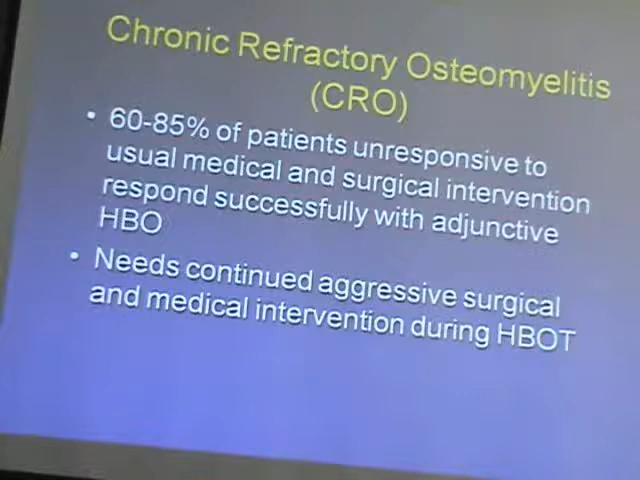 Chronic Refractory Osteomyelitis
(CRO)
• 60-85% of patients unresponsive to
usual medical and surgical intervention
respond successfully with adjunctive
HBO
• Needs continued aggressive surgical
and medical intervention during HBOT